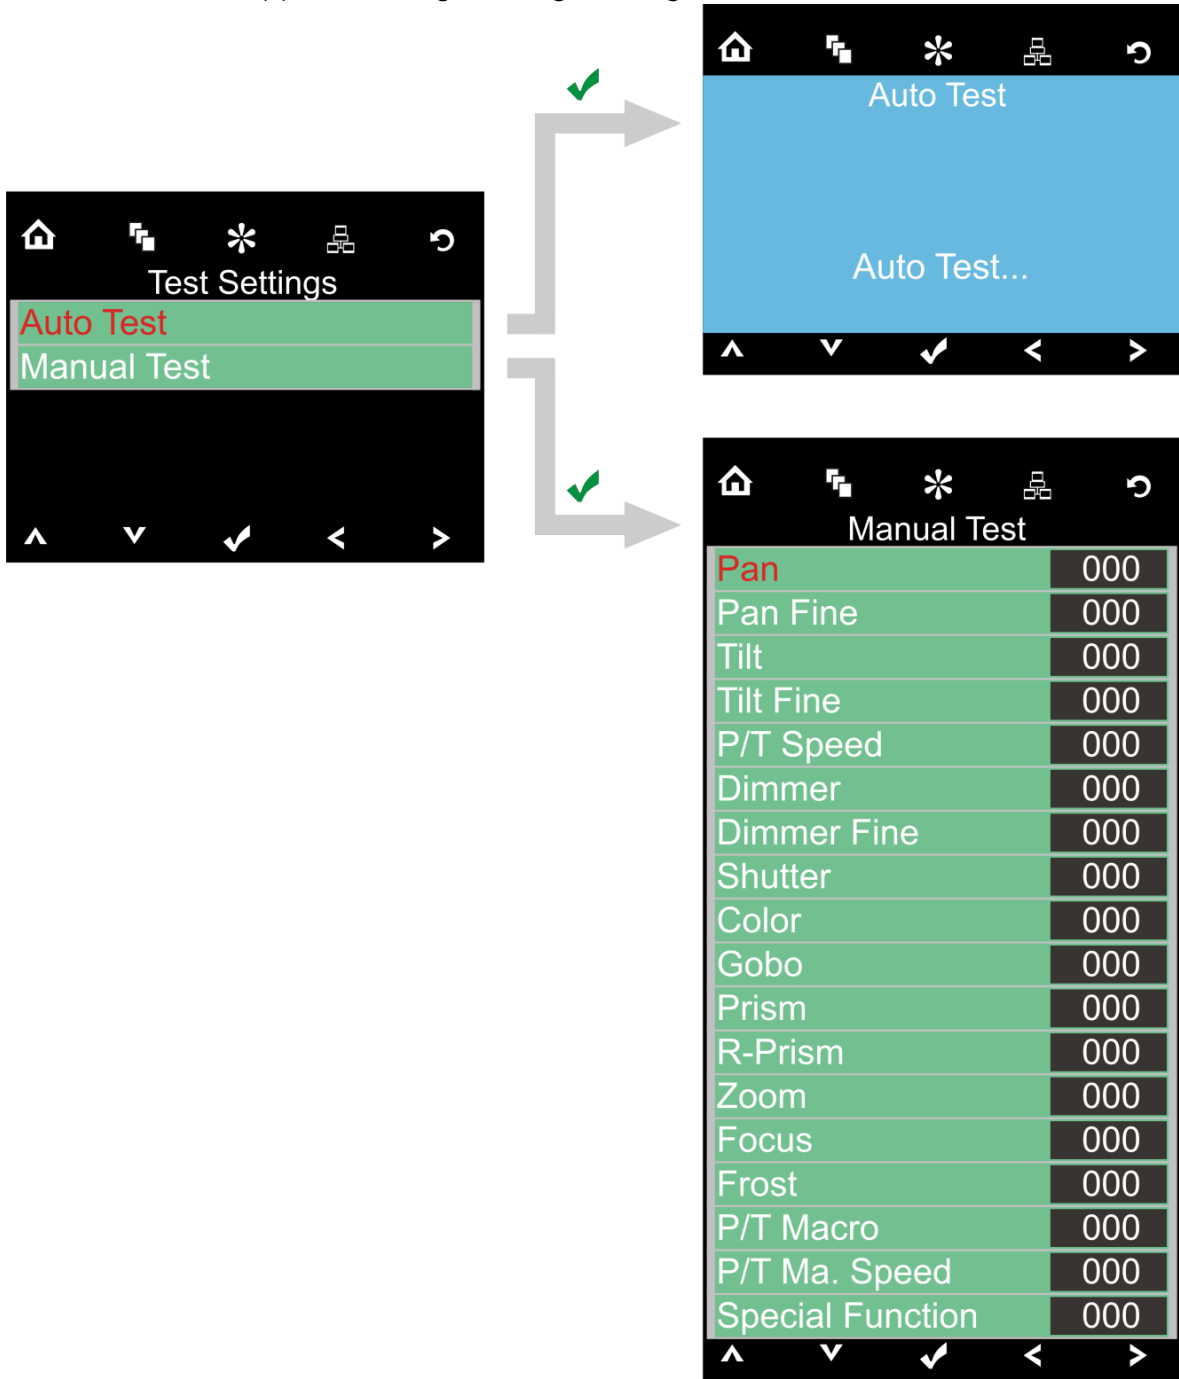 Test Settings
Auto Test
Manual Test
Auto Test
Auto Test...
Manual Test
Pan 000
Pan Fine 000
Tilt 000
Tilt Fine 000
P/T Speed 000
Dimmer 000
Dimmer Fine 000
Shutter 000
Color 000
Gobo 000
Prism 000
R-Prism 000
Zoom 000
Focus 000
Frost 000
P/T Macro 000
P/T Ma. Speed 000
Special Function 000